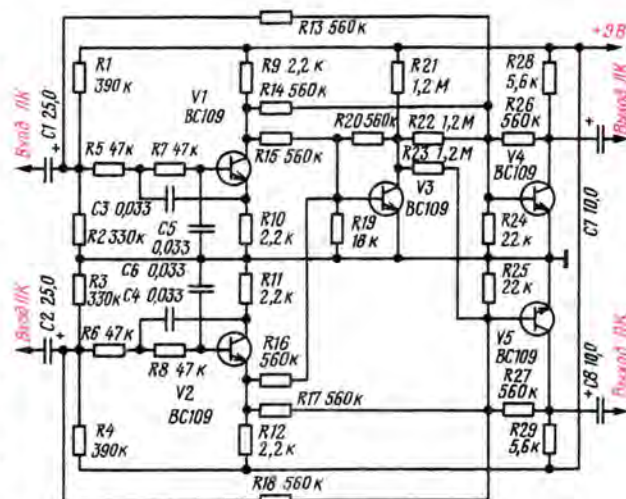 R13 560к
+9В
R1
390к
R9 2,2к
R14 560к
R21
1,2 М
R28
5,6к
Вход ЛК
C1 25,0
V1
BC109
R20 560к
R22 1,2 М
R26
560к
Выход ЛК
R5 47к
R7 47к
R15 560к
R23 1,2 М
V4
BC109
V3
BC109
C3 0,033
R2 330к
C5
0,033
R10
2,2к
R19
18к
R24
22к
C7 10,0
R3
330к
C6 0,033
C4 0,033
R11
2,2к
R25
22к
Вход ПК
C2 25,0
R6 47к
R8 47к
R16
560к
V5
BC109
V2
BC109
R17 560к
R27
560к
C8 10,0
Выход ПК
R4
390к
R12
2,2к
R29
5,6к
R18 560к